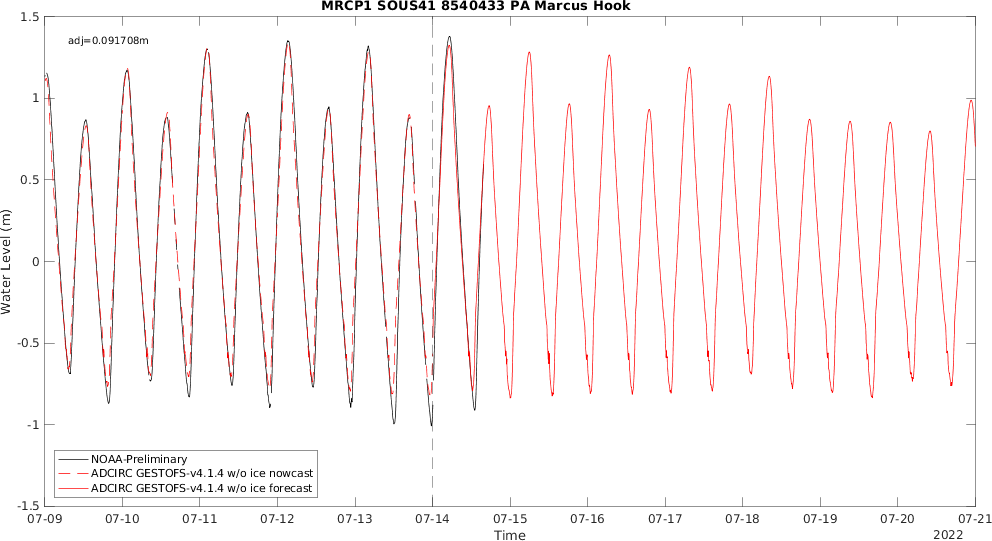 MRCP1 SOUS41 8540433 PA Marcus Hook
adj=0.091708m
1.5
1
0.5
0
-0.5
-1
-1.5
Water Level (m)
NOAA-Preliminary
ADCIRC GESTOFS-v4.1.4 w/o ice nowcast
ADCIRC GESTOFS-v4.1.4 w/o ice forecast
07-09 07-10 07-11 07-12 07-13 07-14 07-15 07-16 07-17 07-18 07-19 07-20 07-21
Time
2022